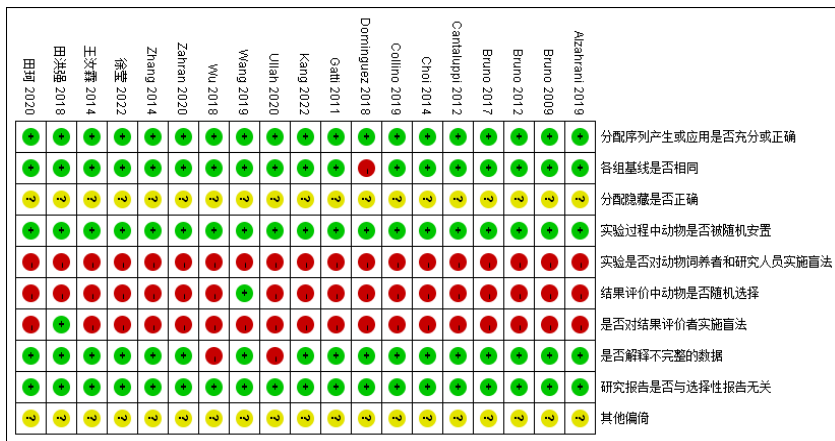 田珂 2020
田洪强 2018
王次霖 2014
徐莹 2022
Zhang 2014
Zahran 2020
Wu 2018
Wang 2019
Ullah 2020
Kang 2022
Gatti 2011
Dominguez 2018
Collino 2019
Choi 2014
Cantaluppi 2012
Bruno 2017
Bruno 2012
Bruno 2009
Alzahrani 2019
+ + + + + + + + + + + + + + + + + + + 分配序列产生或应用是否充分或正确
+ + + + + + + + + + + - + + + + + + + 各组基线是否相同
? ? ? ? ? ? ? ? ? ? ? ? ? ? ? ? ? ? ? 分配隐藏是否正确
+ + + + + + + + + + + + + + + + + + + 实验过程中动物是否被随机安置
- - - - - - - - - - - - - - - - - - - 实验是否对动物饲养者和研究人员实施盲法
- - - - - - - + - - - - - - - - - - - 结果评价中动物是否随机选择
- + - - - - - - - - - - - - - - - - - 是否对结果评价者实施盲法
+ + + + + + - + - + + + + + + + + + + 是否解释不完整的数据
+ + + + + + + + + + + + + + + + + + + 研究报告是否与选择性报告无关
? ? ? ? ? ? ? ? ? ? ? ? ? ? ? ? ? ? ? 其他偏倚